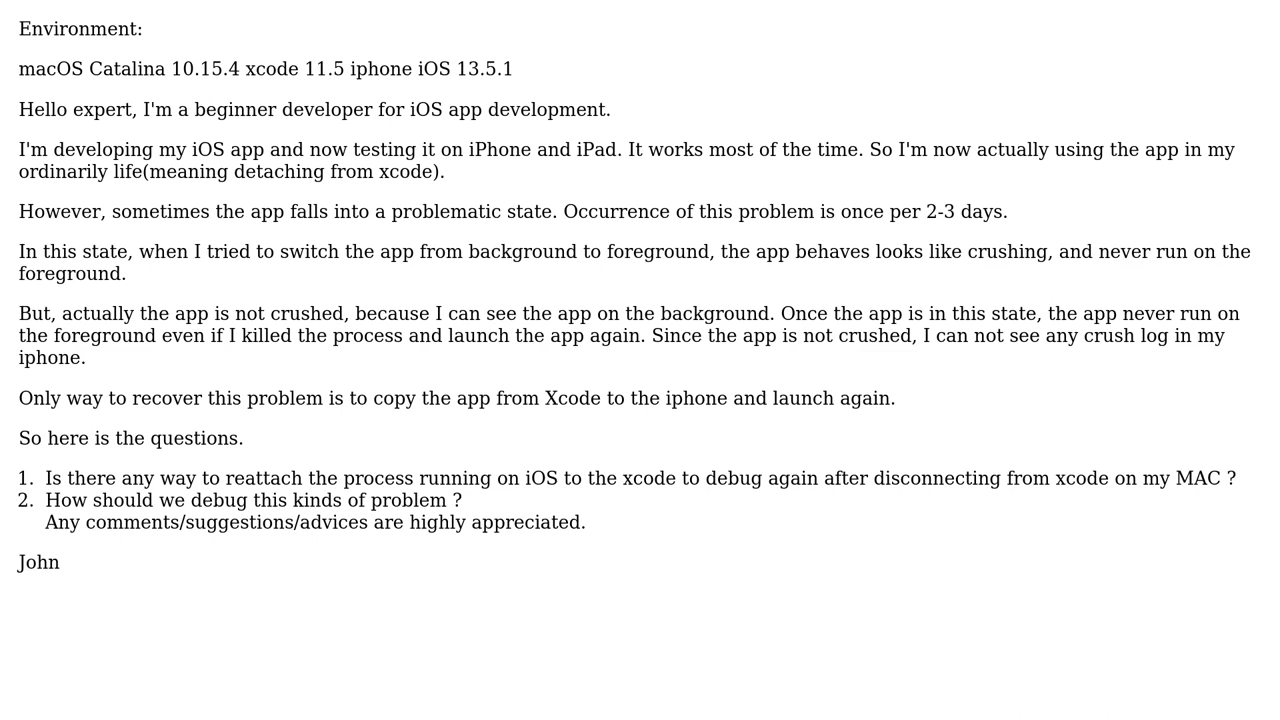 Environment:
macOS Catalina 10.15.4 xcode 11.5 iphone iOS 13.5.1
Hello expert, I'm a beginner developer for iOS app development.
I'm developing my iOS app and now testing it on iPhone and iPad. It works most of the time. So I'm now actually using the app in my
ordinarily life(meaning detaching from xcode).
However, sometimes the app falls into a problematic state. Occurrence of this problem is once per 2-3 days.
In this state, when I tried to switch the app from background to foreground, the app behaves looks like crushing, and never run on the
foreground.
But, actually the app is not crushed, because I can see the app on the background. Once the app is in this state, the app never run on
the foreground even if I killed the process and launch the app again. Since the app is not crushed, I can not see any crush log in my
iphone.
Only way to recover this problem is to copy the app from Xcode to the iphone and launch again.
So here is the questions.
1. Is there any way to reattach the process running on iOS to the xcode to debug again after disconnecting from xcode on my MAC ?
2. How should we debug this kinds of problem ?
Any comments/suggestions/advices are highly appreciated.
John